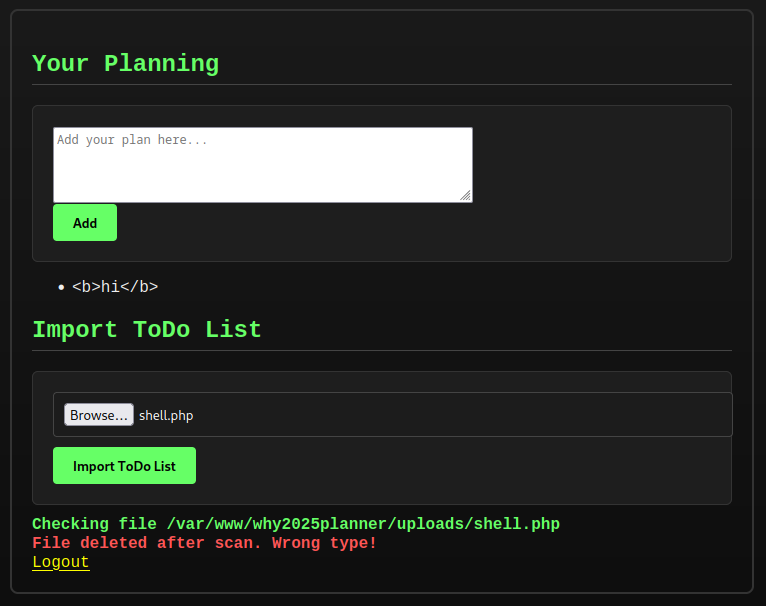 Your Planning
Add your plan here...
Add
• <b>hi</b>
Import ToDo List
Browse... shell.php
Import ToDo List
Checking file /var/www/why2025planner/uploads/shell.php
File deleted after scan. Wrong type!
Logout